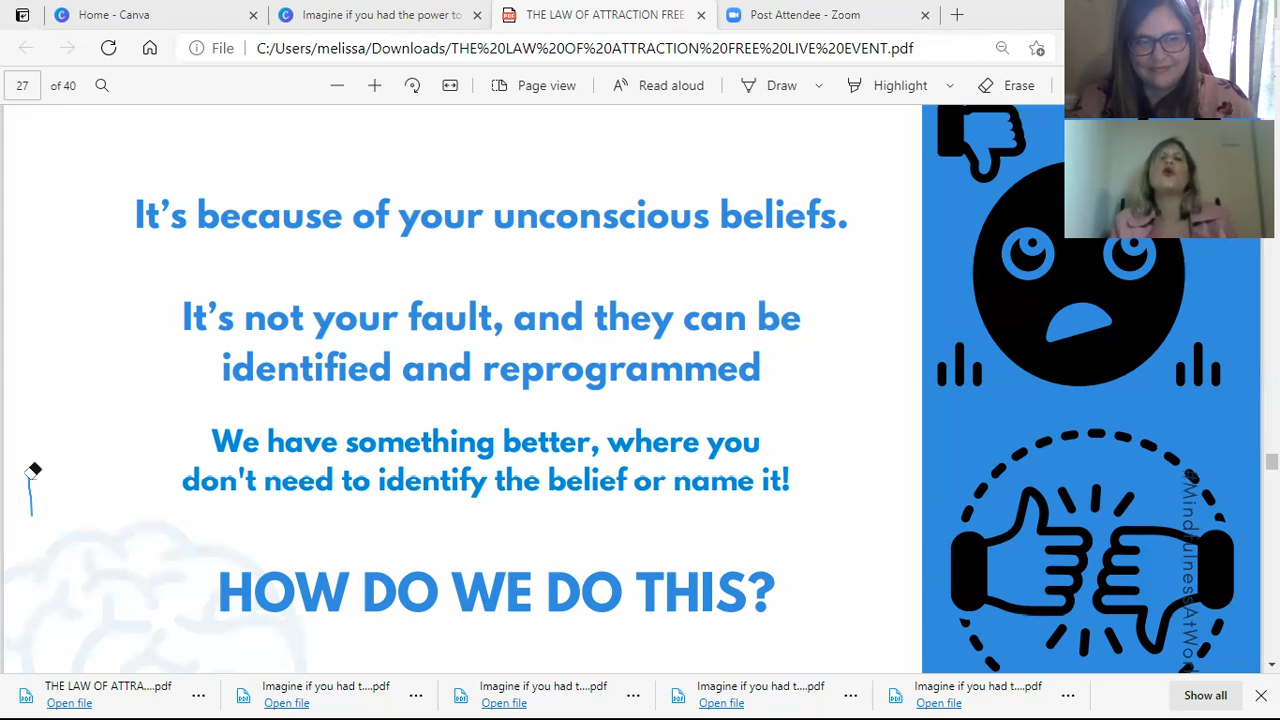 Home - Canva
Imagine if you had the power to
THE LAW OF ATTRACTION FREE
Post Attendee - Zoom
File
C:/Users/melissa/Downloads/THE%20LAW%20OF%20ATTRACTION%20FREE%20LIVE%20EVENT.pdf
27 of 40
Page view
Read aloud
Draw
Highlight
Erase
It's because of your unconscious beliefs.
It's not your fault, and they can be
identified and reprogrammed
We have something better, where you
don't need to identify the belief or name it!
HOW DO WE DO THIS?
#MindfulnessAtWor
THE LAW OF ATTRA....pdf
Open file
Imagine if you had t....pdf
Open file
Imagine if you had t....pdf
Open file
Imagine if you had t....pdf
Open file
Imagine if you had t....pdf
Open file
Show all